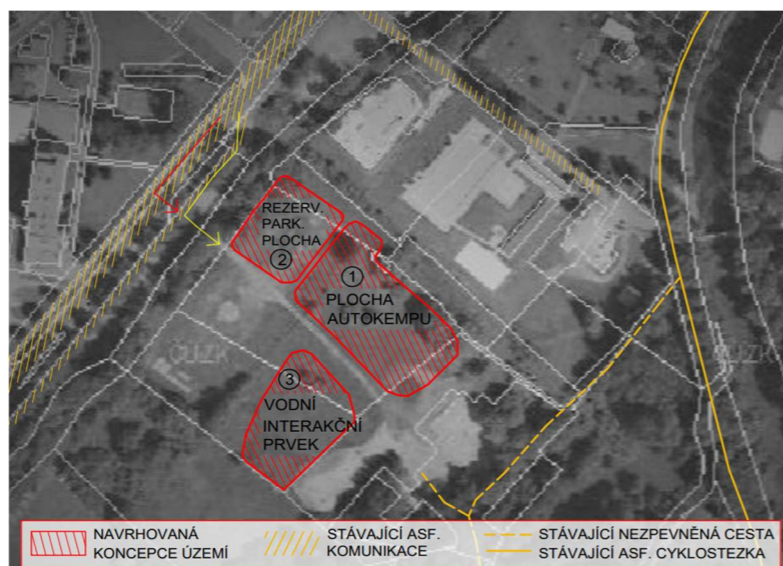 REZERV.
PARK.
PLOCHA
2
1
PLOCHA
AUTOKEMPU
3
VODNÍ
INTERAKČNÍ
PRVEK
ČÚZK
NAVRHOVANÁ
KONCEPCE ÚZEMÍ
STÁVAJÍCÍ ASF.
KOMUNIKACE
STÁVAJÍCÍ NEZPEVNĚNÁ CESTA
STÁVAJÍCÍ ASF. CYKLOSTEZKA